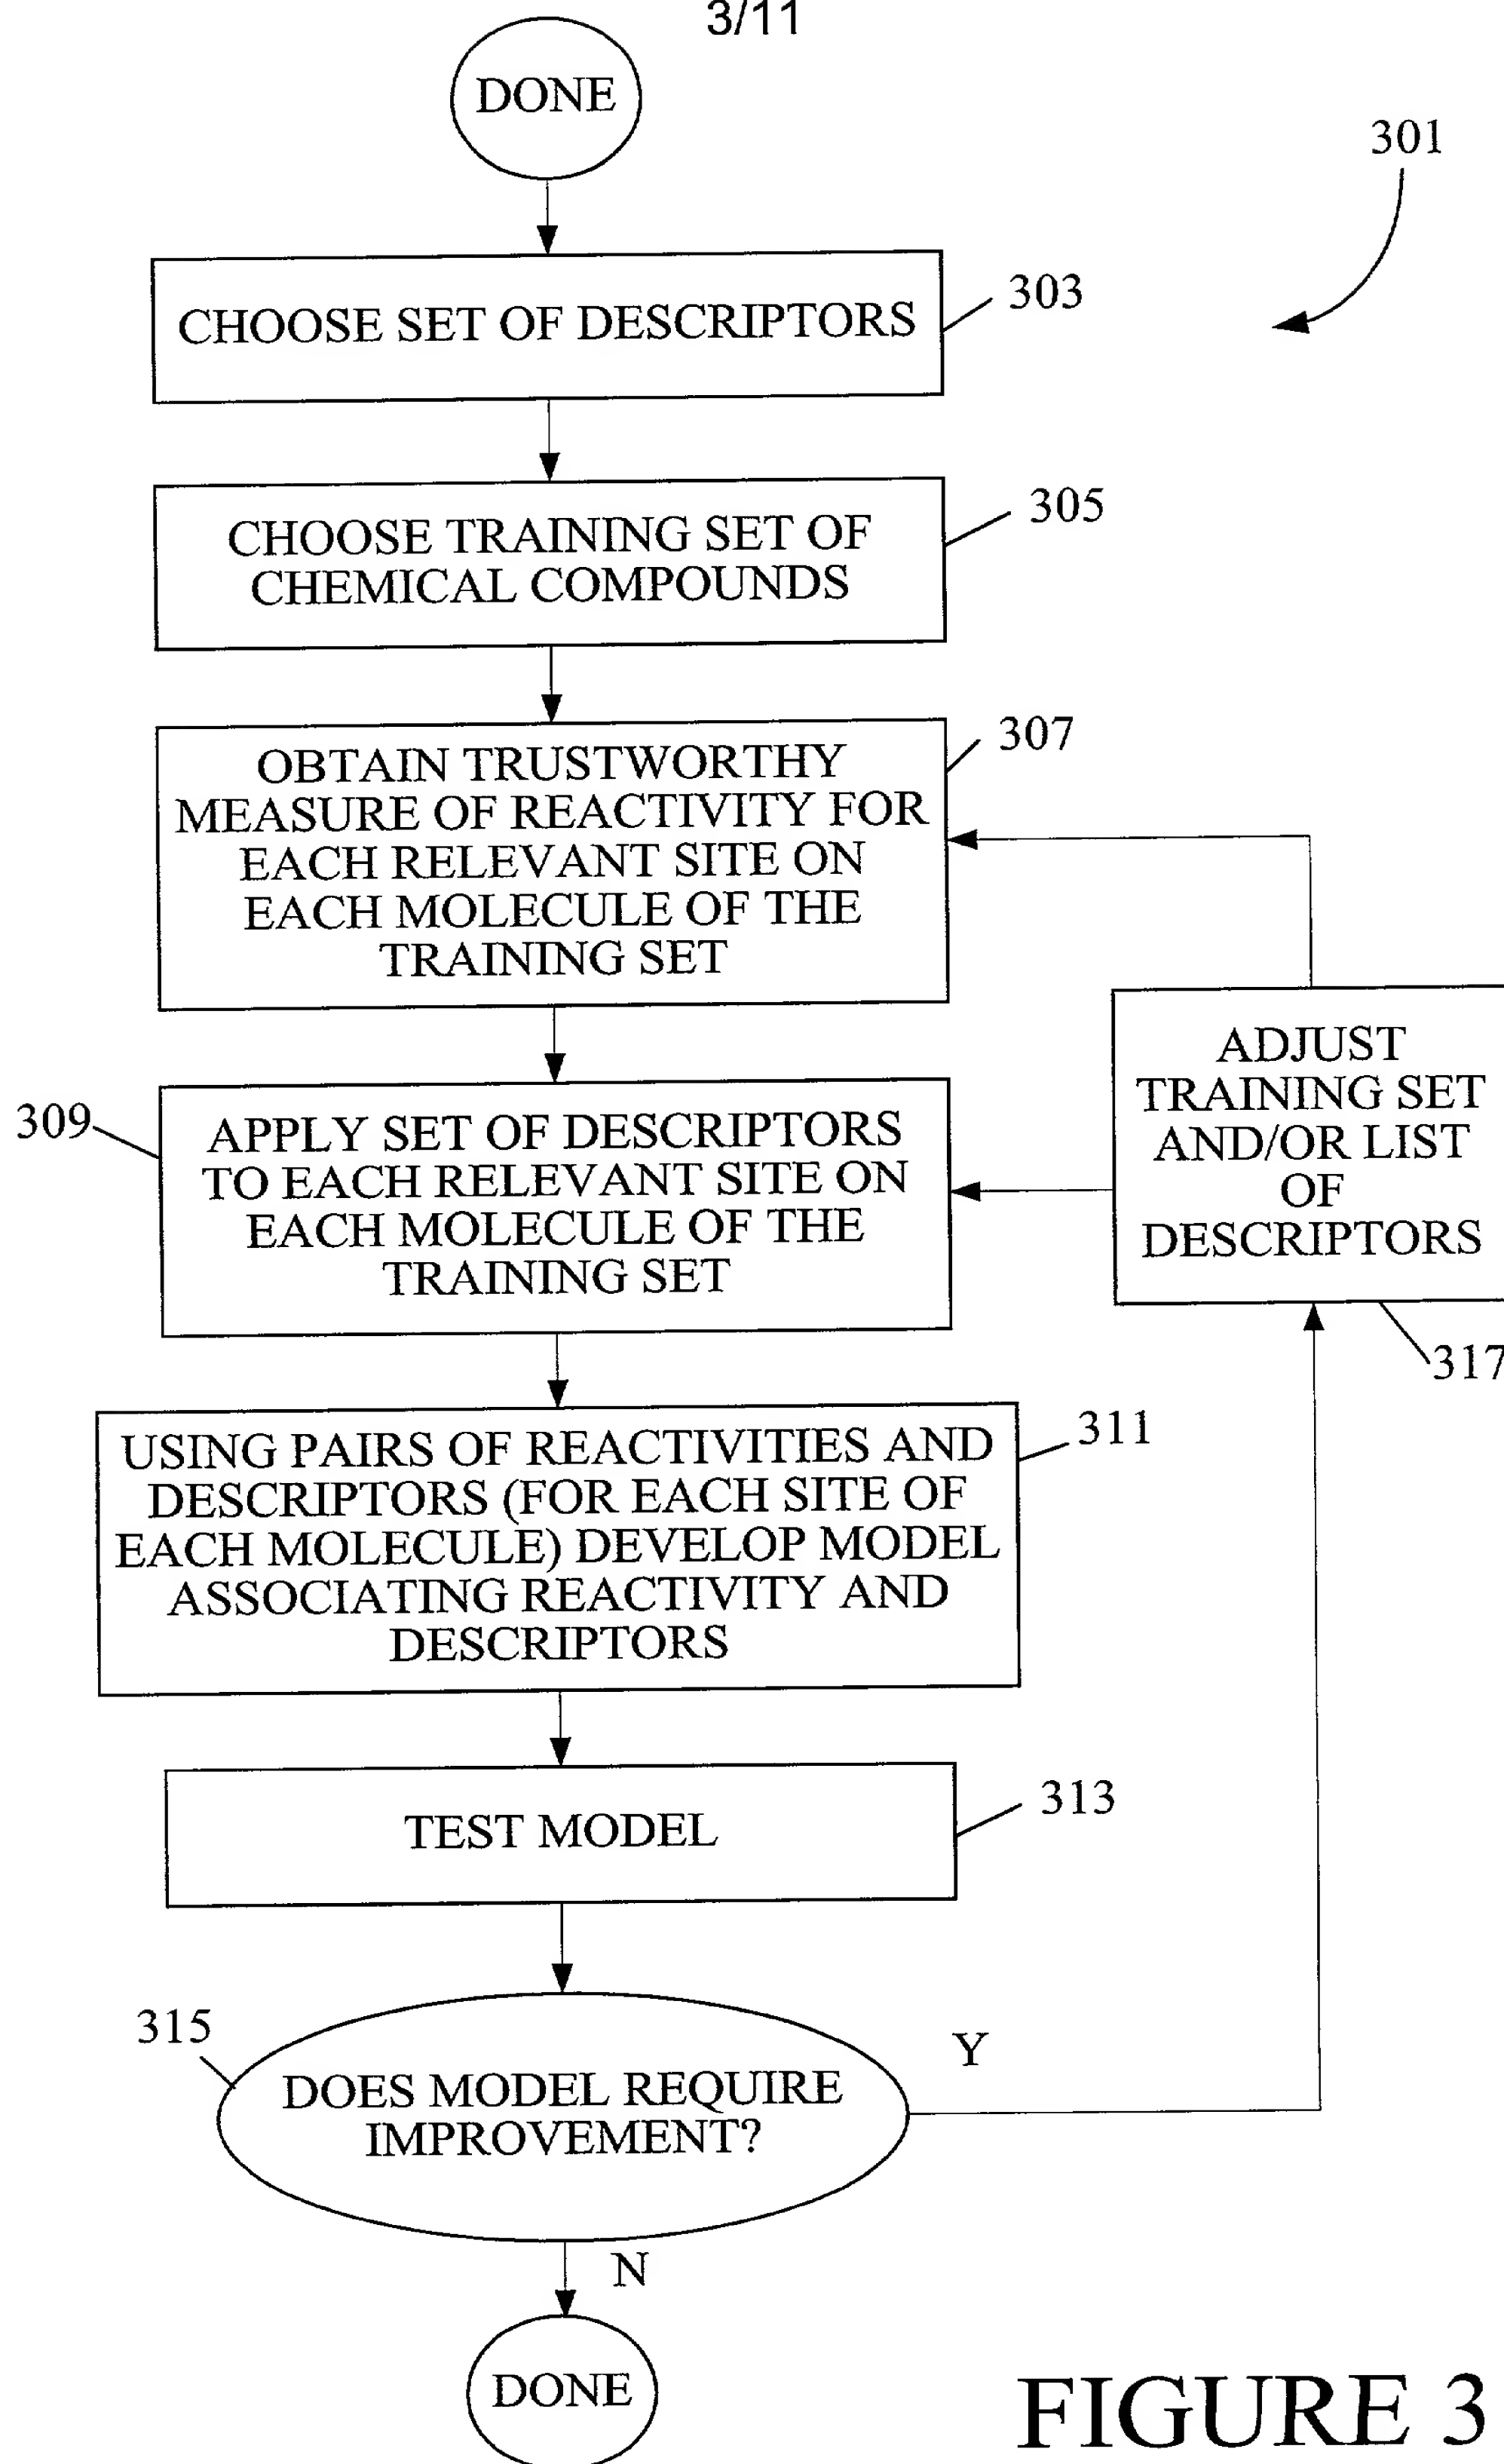 3/11
DONE
301
CHOOSE SET OF DESCRIPTORS
303
CHOOSE TRAINING SET OF
CHEMICAL COMPOUNDS
305
OBTAIN TRUSTWORTHY
MEASURE OF REACTIVITY FOR
EACH RELEVANT SITE ON
EACH MOLECULE OF THE
TRAINING SET
307
309
APPLY SET OF DESCRIPTORS
TO EACH RELEVANT SITE ON
EACH MOLECULE OF THE
TRAINING SET
ADJUST
TRAINING SET
AND/OR LIST
OF
DESCRIPTORS
317
USING PAIRS OF REACTIVITIES AND
DESCRIPTORS (FOR EACH SITE OF
EACH MOLECULE) DEVELOP MODEL
ASSOCIATING REACTIVITY AND
DESCRIPTORS
311
TEST MODEL
313
315
DOES MODEL REQUIRE
IMPROVEMENT?
Y
N
DONE
FIGURE 3